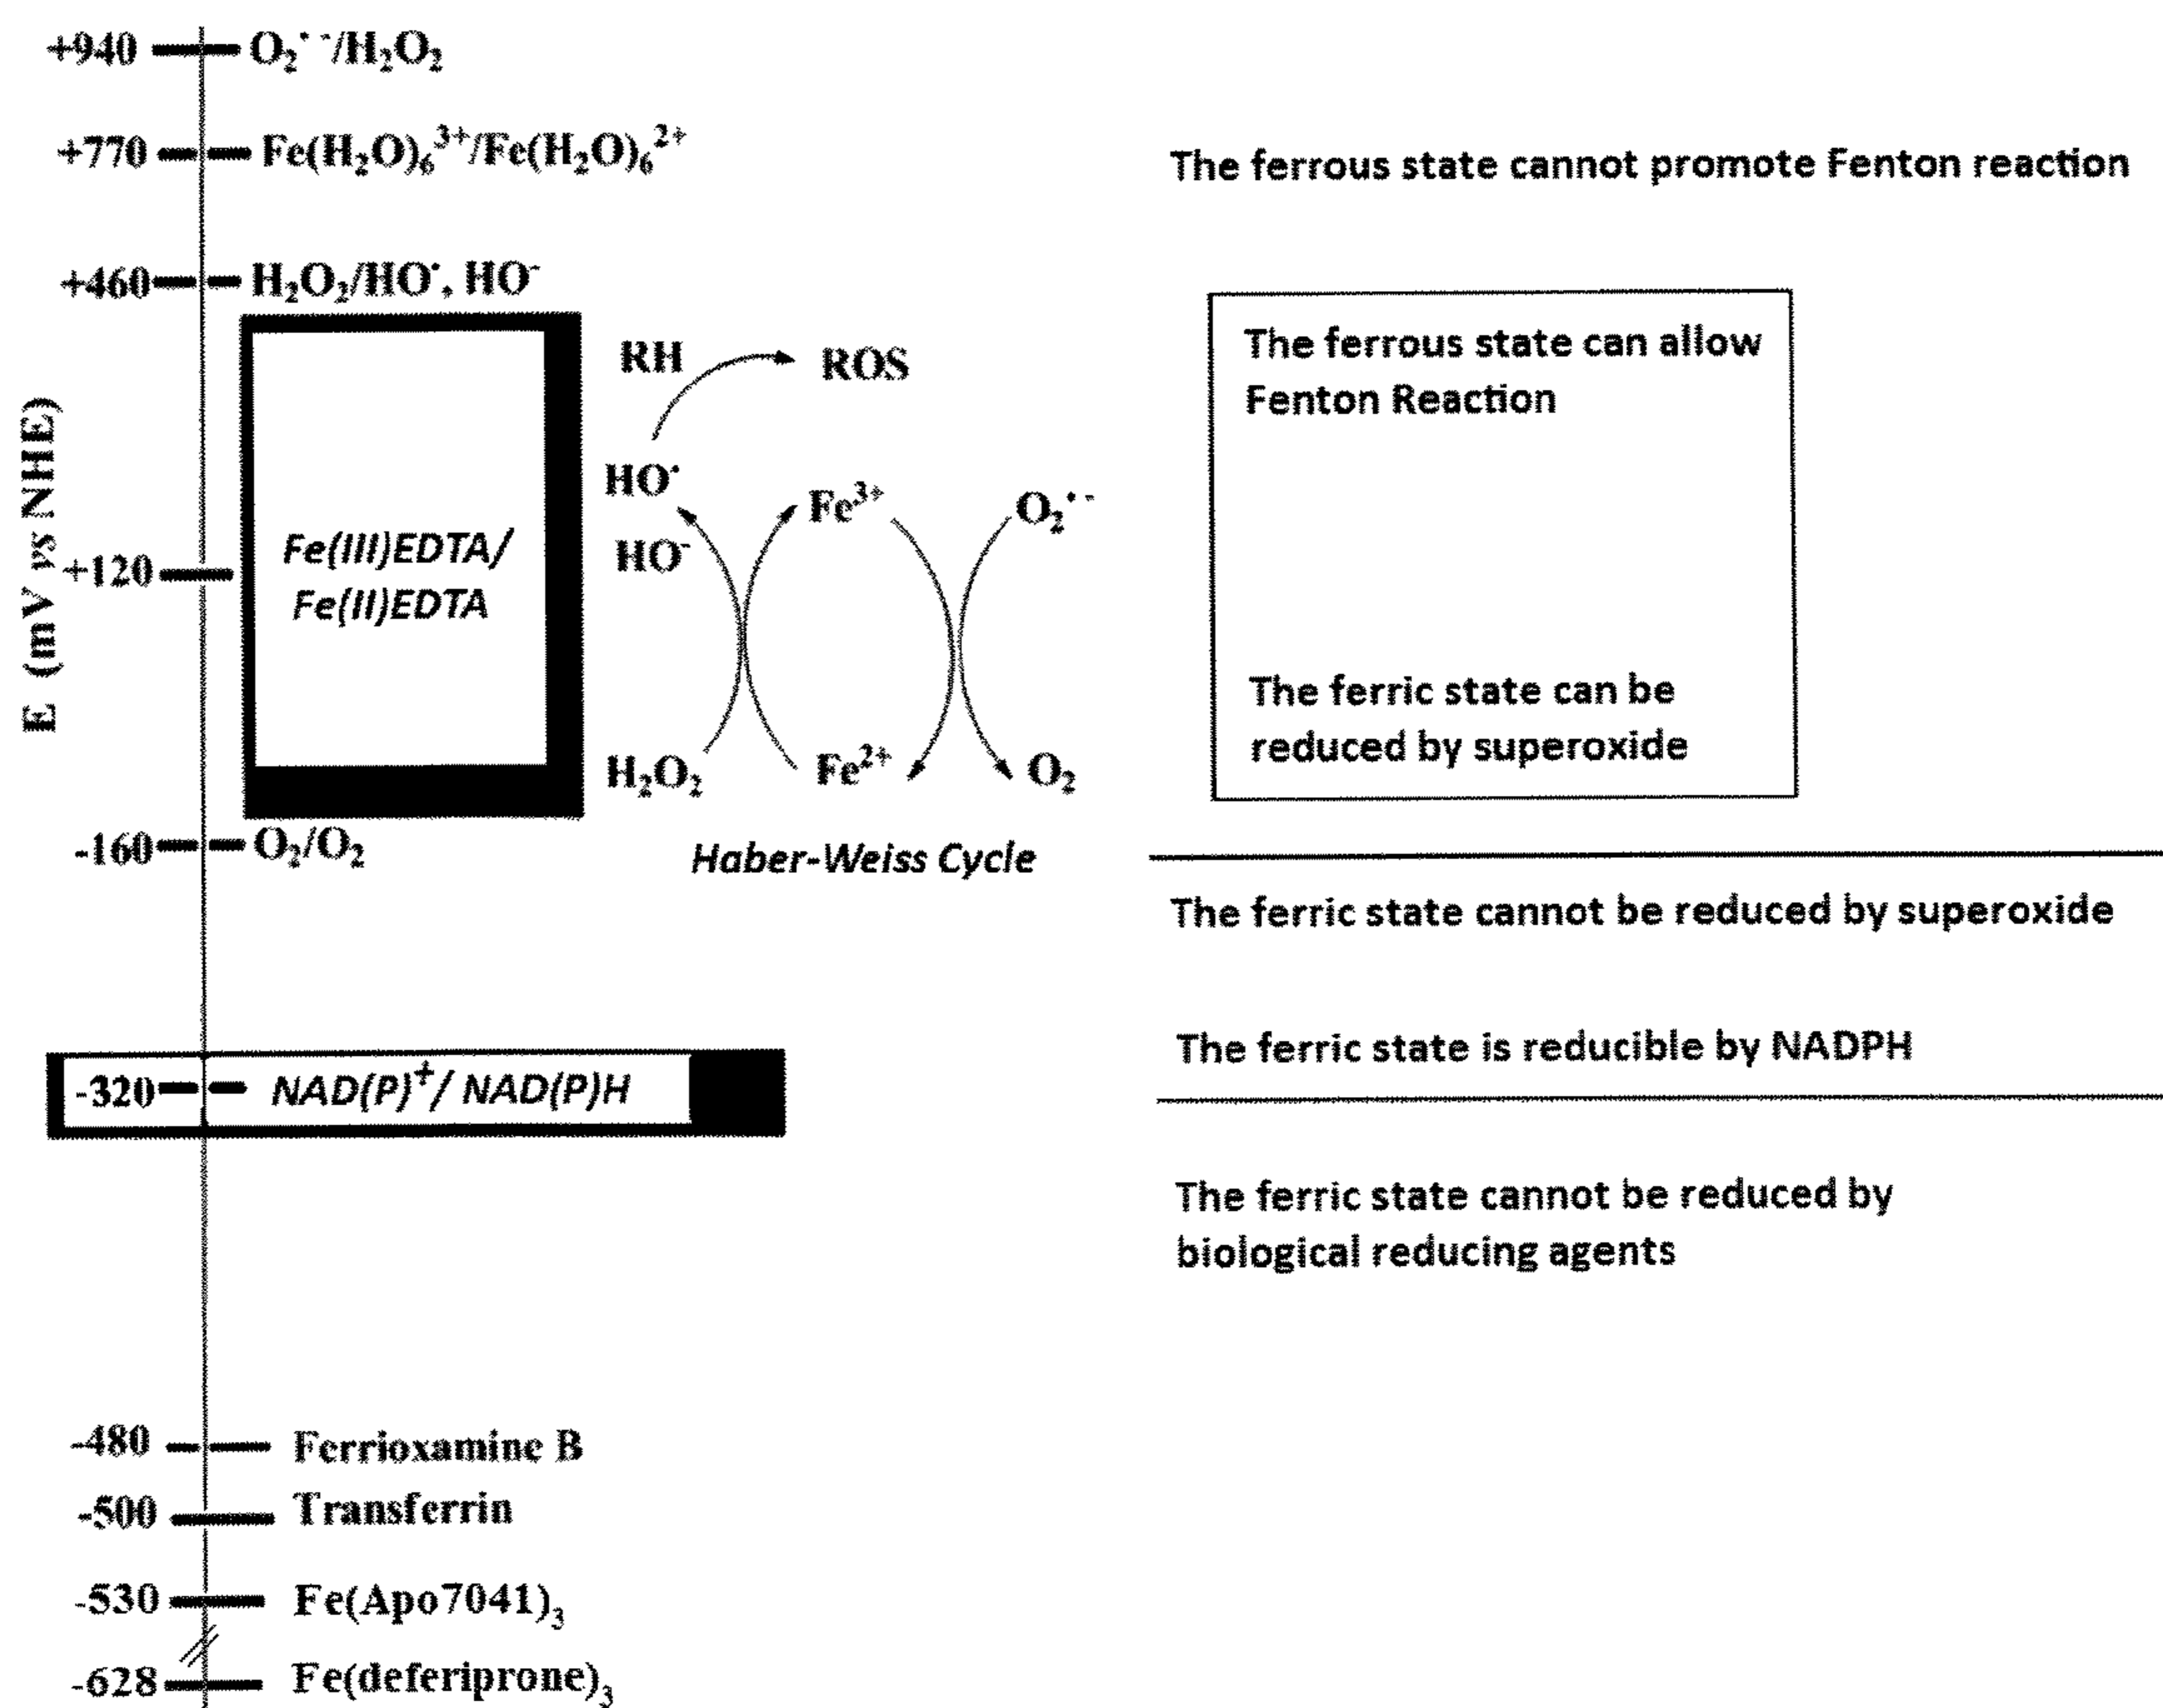 +940 O₂˙⁻/H₂O₂
+770 Fe(H₂O)₆³⁺/Fe(H₂O)₆²⁺
The ferrous state cannot promote Fenton reaction
+460 H₂O₂/HO˙, HO⁻
The ferrous state can allow
Fenton Reaction
RH ROS
E (mV vs NHE)
HO˙ Fe³⁺ O₂˙⁻
HO⁻
+120 Fe(III)EDTA/
Fe(II)EDTA
The ferric state can be
reduced by superoxide
H₂O₂ Fe²⁺ O₂
-160 O₂/O₂
Haber-Weiss Cycle
The ferric state cannot be reduced by superoxide
The ferric state is reducible by NADPH
-320 NAD(P)⁺/ NAD(P)H
The ferric state cannot be reduced by
biological reducing agents
-480 Ferrioxamine B
-500 Transferrin
-530 Fe(Apo7041)₃
-628 Fe(deferiprone)₃